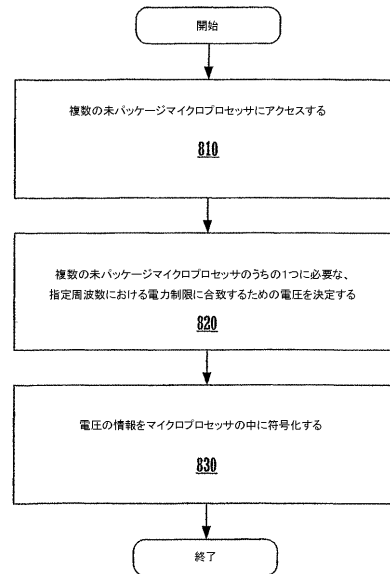 開始
複数の未パッケージマイクロプロセッサにアクセスする
810
複数の未パッケージマイクロプロセッサのうちの1つに必要な、
指定周波数における電力制限に合致するための電圧を決定する
820
電圧の情報をマイクロプロセッサの中に符号化する
830
終了